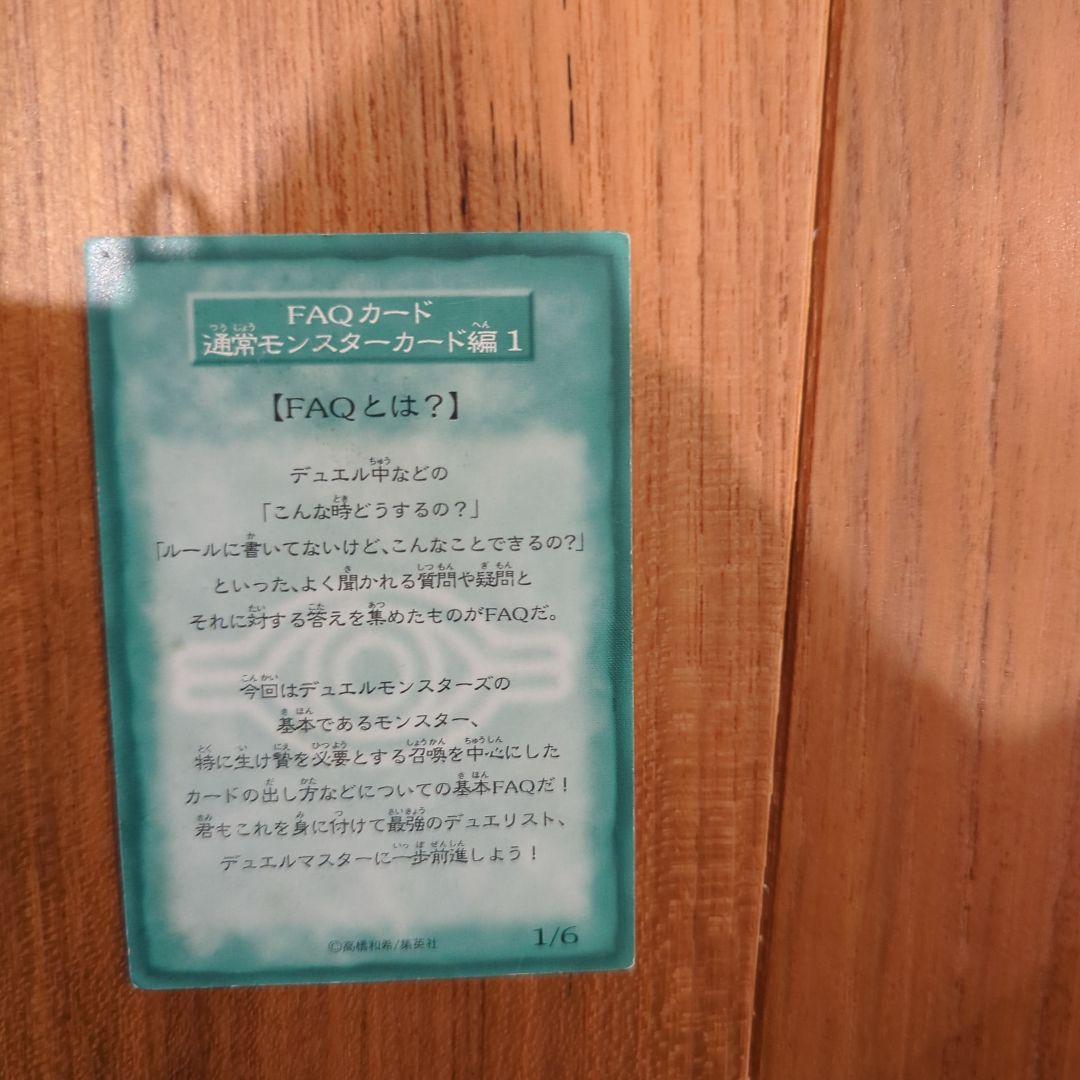 FAQカード
通常モンスターカード編1
【FAQとは?】
デュエル中などの
「こんな時どうするの?」
「ルールに書いてないけど、こんなことできるの?」
といった、よく聞かれる質問や疑問と
それに対する答えを集めたものがFAQだ。
今回はデュエルモンスターズの
基本であるモンスター、
特に生け贄を必要とする召喚を中心にした
カードの出し方などについての基本FAQだ!
君もこれを身に付けて最強のデュエリスト、
デュエルマスターに一歩前進しよう!
©高橋和希/集英社
1/6